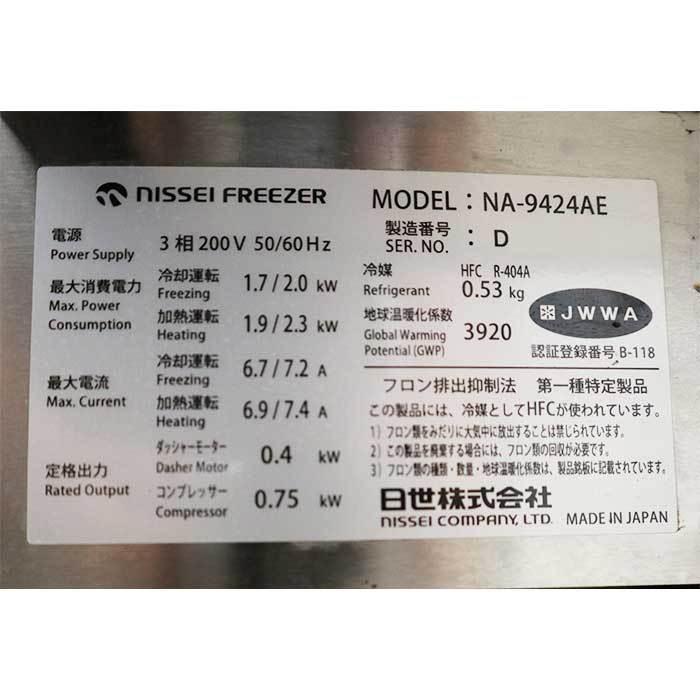 NISSEI FREEZER
MODEL : NA-9424AE
製造番号
SER. NO. : D
電源
Power Supply
3相200V 50/60Hz
最大消費電力
Max. Power
Consumption
冷却運転
Freezing
1.7/2.0 kW
加熱運転
Heating
1.9/2.3 kW
最大電流
Max. Current
冷却運転
Freezing
6.7/7.2 A
加熱運転
Heating
6.9/7.4 A
定格出力
Rated Output
ダッシャーモーター
Dasher Motor
0.4 kW
コンプレッサー
Compressor
0.75 kW
冷媒
Refrigerant
HFC R-404A
0.53 kg
地球温暖化係数
Global Warming
Potential (GWP)
3920
JWWA
認証登録番号 B-118
フロン排出抑制法 第一種特定製品
この製品には、冷媒としてHFCが使われています。
1) フロン類をみだりに大気中に放出することは禁じられています。
2) この製品を廃棄する場合には、フロン類の回収が必要です。
3) フロン類の種類・数量・地球温暖化係数は、製品銘板に記載されています。
日世株式会社
NISSEI COMPANY, LTD. MADE IN JAPAN